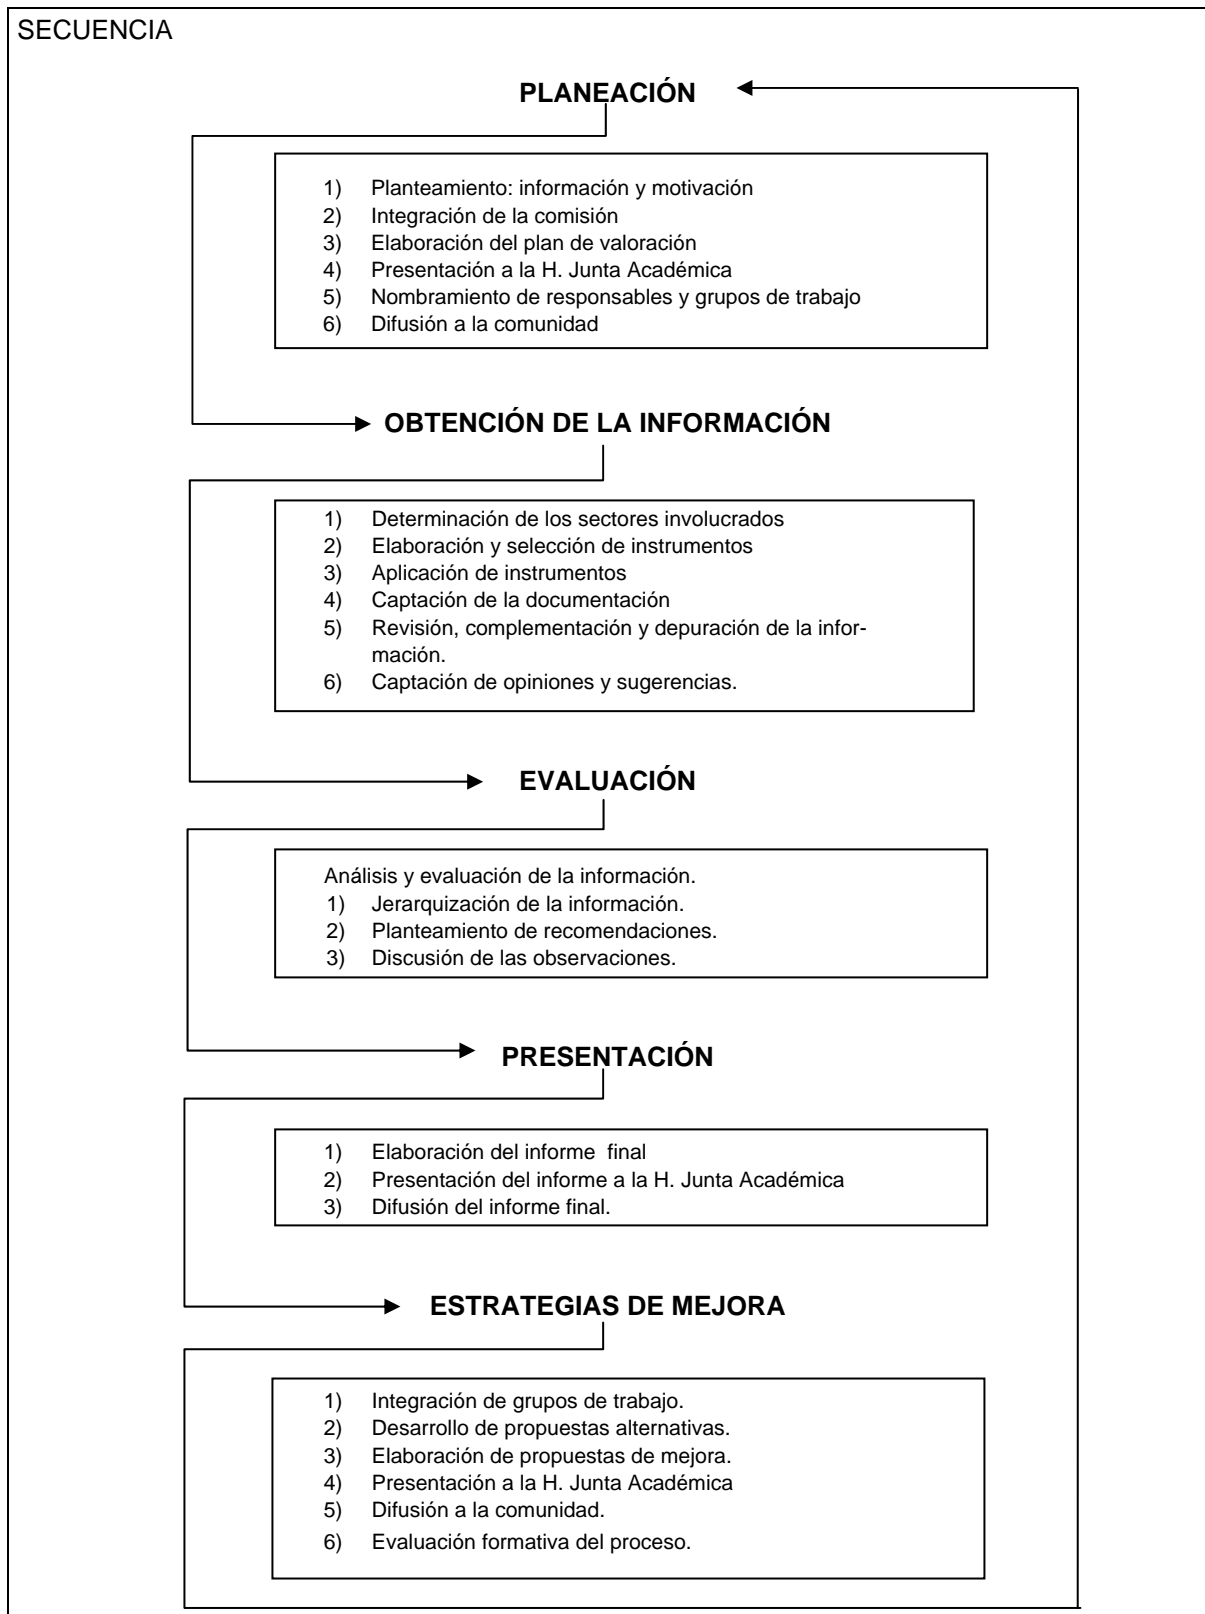 SECUENCIA
PLANEACIÓN
1) Planteamiento: información y motivación
2) Integración de la comisión
3) Elaboración del plan de valoración
4) Presentación a la H. Junta Académica
5) Nombramiento de responsables y grupos de trabajo
6) Difusión a la comunidad
OBTENCIÓN DE LA INFORMACIÓN
1) Determinación de los sectores involucrados
2) Elaboración y selección de instrumentos
3) Aplicación de instrumentos
4) Captación de la documentación
5) Revisión, complementación y depuración de la infor-
mación.
6) Captación de opiniones y sugerencias.
EVALUACIÓN
Análisis y evaluación de la información.
1) Jerarquización de la información.
2) Planteamiento de recomendaciones.
3) Discusión de las observaciones.
PRESENTACIÓN
1) Elaboración del informe final
2) Presentación del informe a la H. Junta Académica
3) Difusión del informe final.
ESTRATEGIAS DE MEJORA
1) Integración de grupos de trabajo.
2) Desarrollo de propuestas alternativas.
3) Elaboración de propuestas de mejora.
4) Presentación a la H. Junta Académica
5) Difusión a la comunidad.
6) Evaluación formativa del proceso.